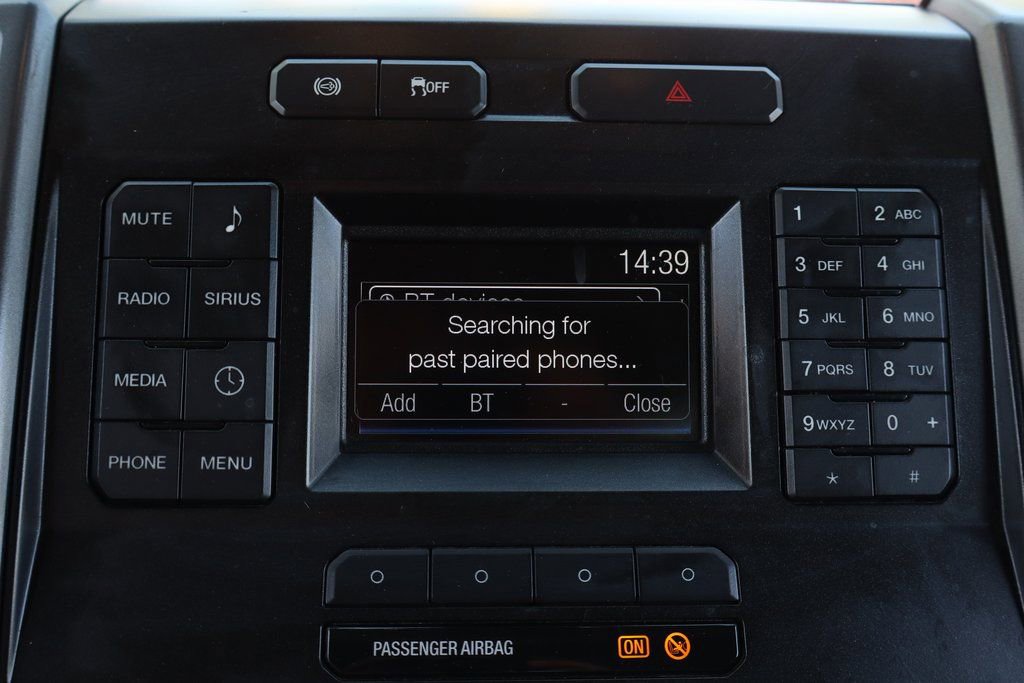 OFF
MUTE
RADIO SIRIUS
MEDIA
PHONE MENU
14:39
BT devices
Searching for
past paired phones...
Add BT - Close
1 2 ABC
3 DEF 4 GHI
5 JKL 6 MNO
7 PQRS 8 TUV
9 WXYZ 0 +
* #
PASSENGER AIRBAG ON